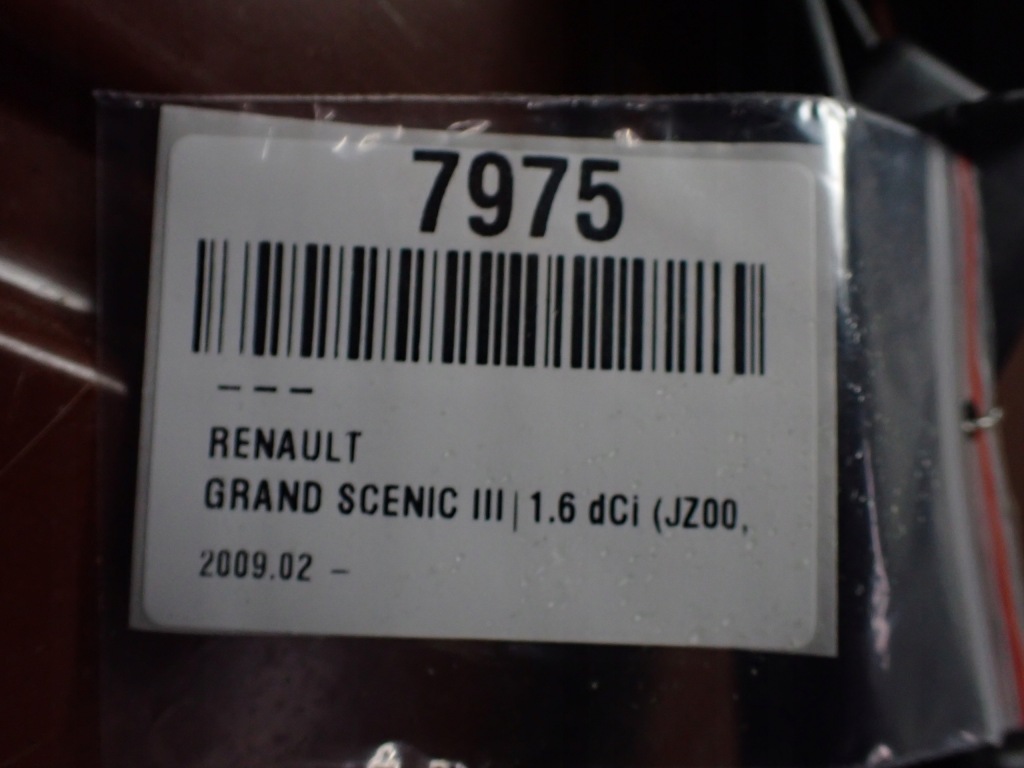 7975
---
RENAULT
GRAND SCENIC III|1.6 dCi (JZ00,
2009.02 –